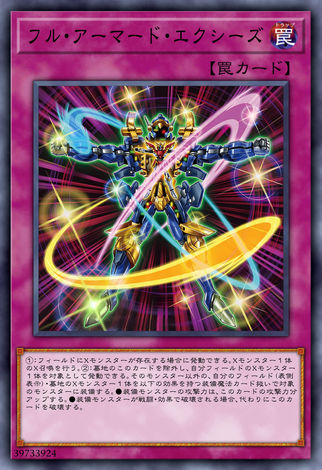 フル・アーマード・エクシーズ
トラップ
罠
【罠カード】
①:フィールドにXモンスターが存在する場合に発動できる。Xモンスター1体
のX召喚を行う。②:墓地のこのカードを除外し、自分フィールドのXモンスタ
ー1体を対象として発動できる。そのモンスター以外の、自分のフィールド(表側
表示)・墓地のXモンスター1体を以下の効果を持つ装備魔法カード扱いで対象
のモンスターに装備する。●装備モンスターの攻撃力は、このカードの攻撃力分
アップする。●装備モンスターが戦闘・効果で破壊される場合、代わりにこのカー
ドを破壊する。
39733924